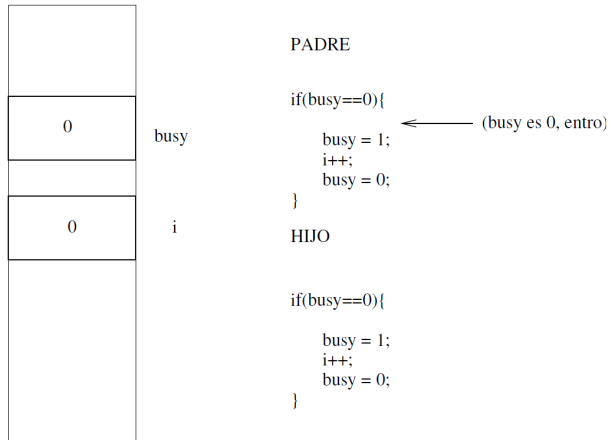 PADRE
if(busy==0){
(busy es 0, entro)
0
busy
busy = 1;
i++;
busy = 0;
}
0
i
HIJO
if(busy==0){
busy = 1;
i++;
busy = 0;
}